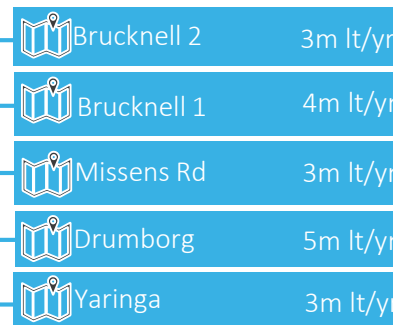 Brucknell 2 3m lt/yr
Brucknell 1 4m lt/yr
Missens Rd 3m lt/yr
Drumborg 5m lt/yr
Yaringa 3m lt/yr